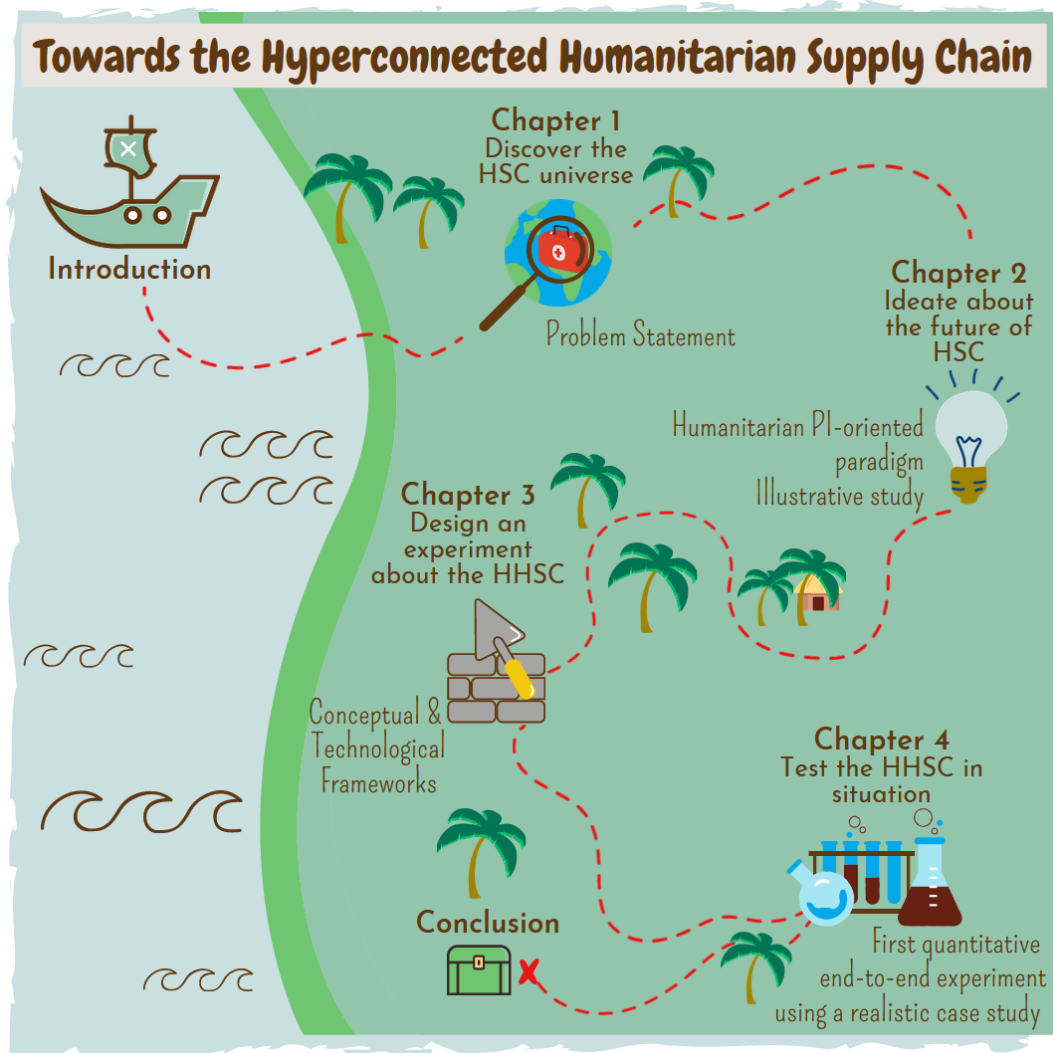 Towards the Hyperconnected Humanitarian Supply Chain
Introduction
Chapter 1
Discover the
HSC universe
Problem Statement
Chapter 2
Ideate about
the future of
HSC
Humanitarian PI-oriented
paradigm
Illustrative study
Chapter 3
Design an
experiment
about the HHSC
Conceptual &
Technological
Frameworks
Chapter 4
Test the HHSC in
situation
First quantitative
end-to-end experiment
using a realistic case study
Conclusion